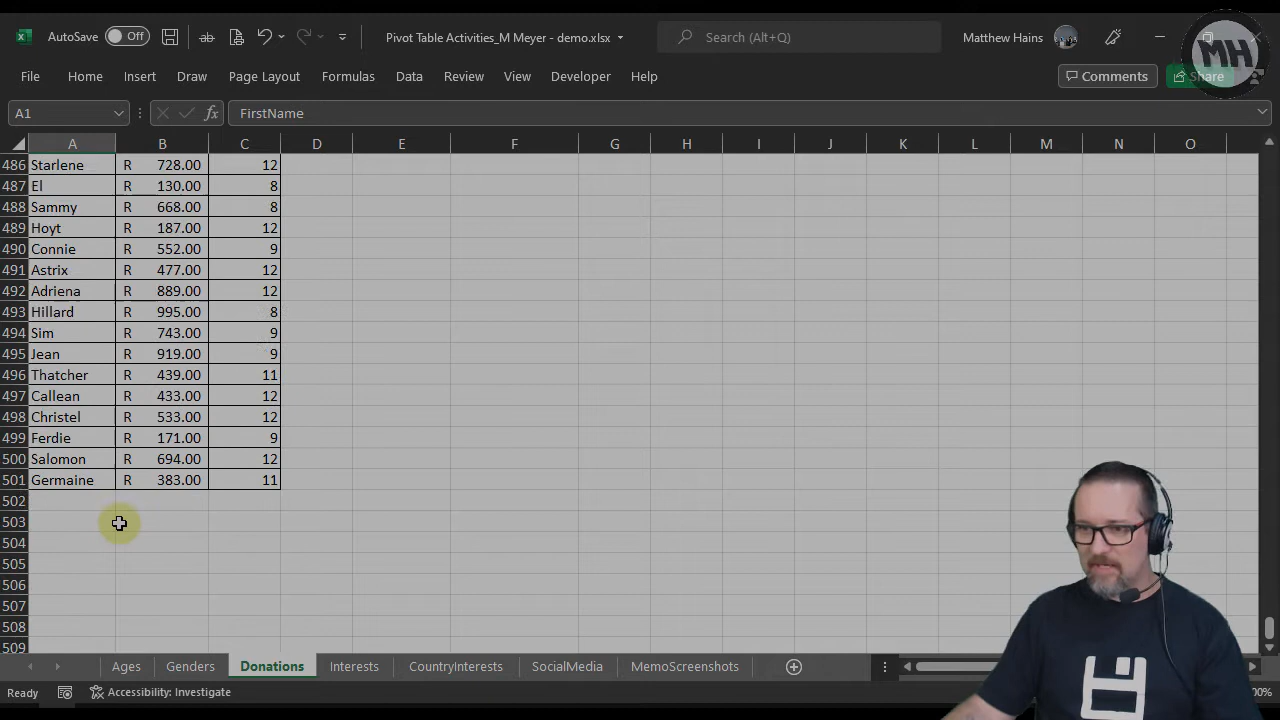 AutoSave Off Pivot Table Activities_M Meyer - demo.xlsx Search (Alt+Q) Matthew Hains MH
File Home Insert Draw Page Layout Formulas Data Review View Developer Help Comments Share
A1 fx FirstName
A B C D E F G H I J K L M N O
486 Starlene R 728.00 12
487 El R 130.00 8
488 Sammy R 668.00 8
489 Hoyt R 187.00 12
490 Connie R 552.00 9
491 Astrix R 477.00 12
492 Adriena R 889.00 12
493 Hillard R 995.00 8
494 Sim R 743.00 9
495 Jean R 919.00 9
496 Thatcher R 439.00 11
497 Callean R 433.00 12
498 Christel R 533.00 12
499 Ferdie R 171.00 9
500 Salomon R 694.00 12
501 Germaine R 383.00 11
502
503
504
505
506
507
508
509
Ages Genders Donations Interests CountryInterests SocialMedia MemoScreenshots
Ready Accessibility: Investigate